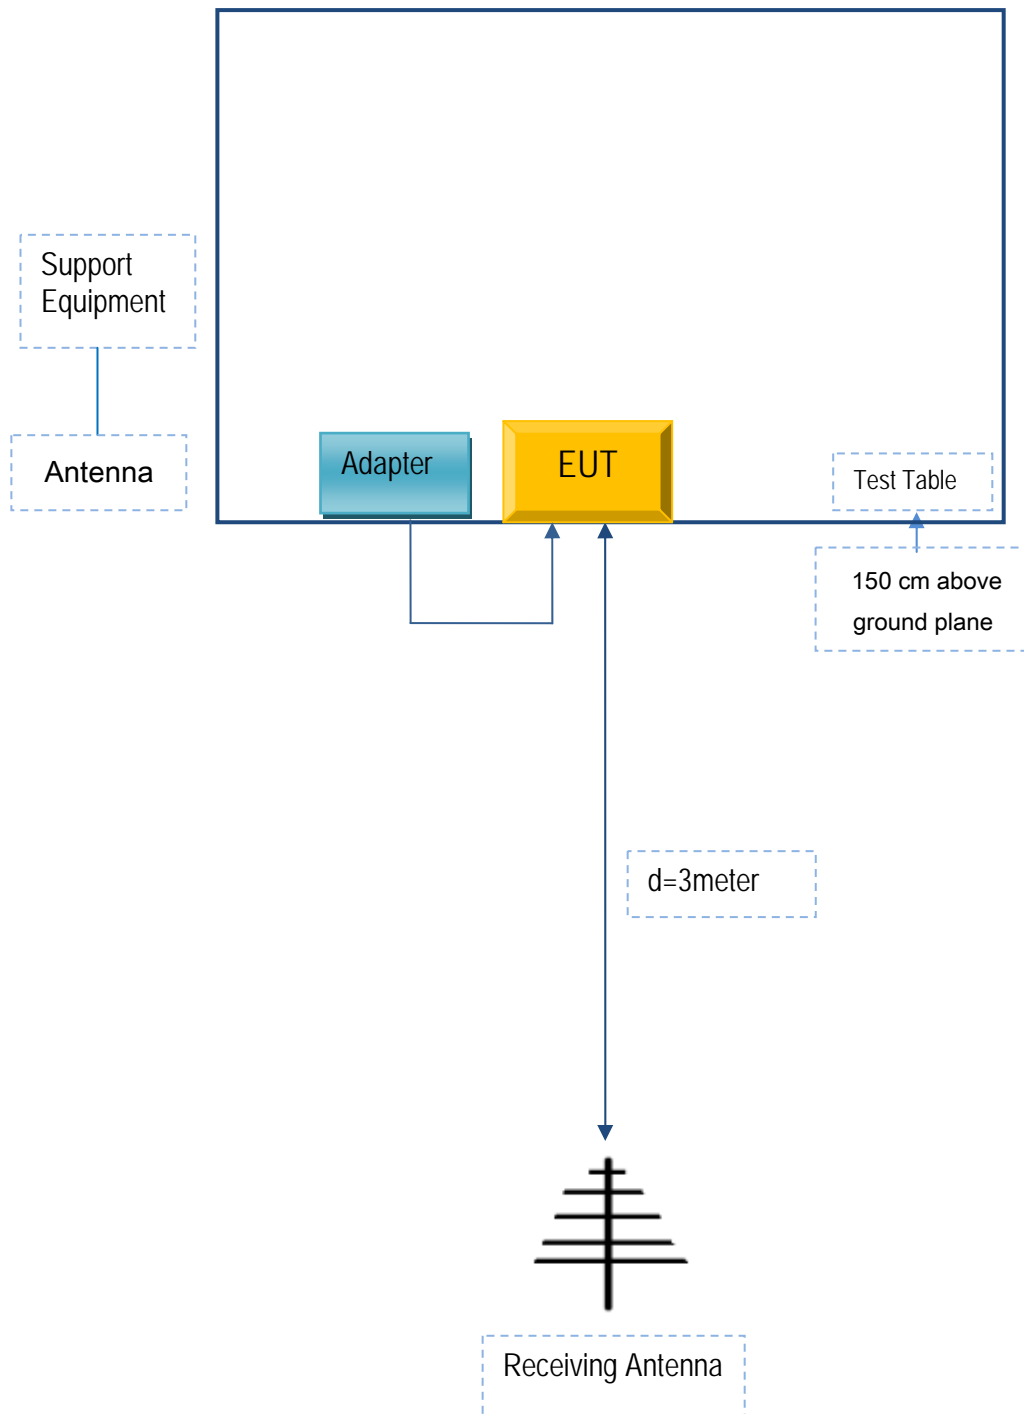 Support
Equipment
Antenna
Adapter
EUT
Test Table
150 cm above
ground plane
d=3meter
Receiving Antenna